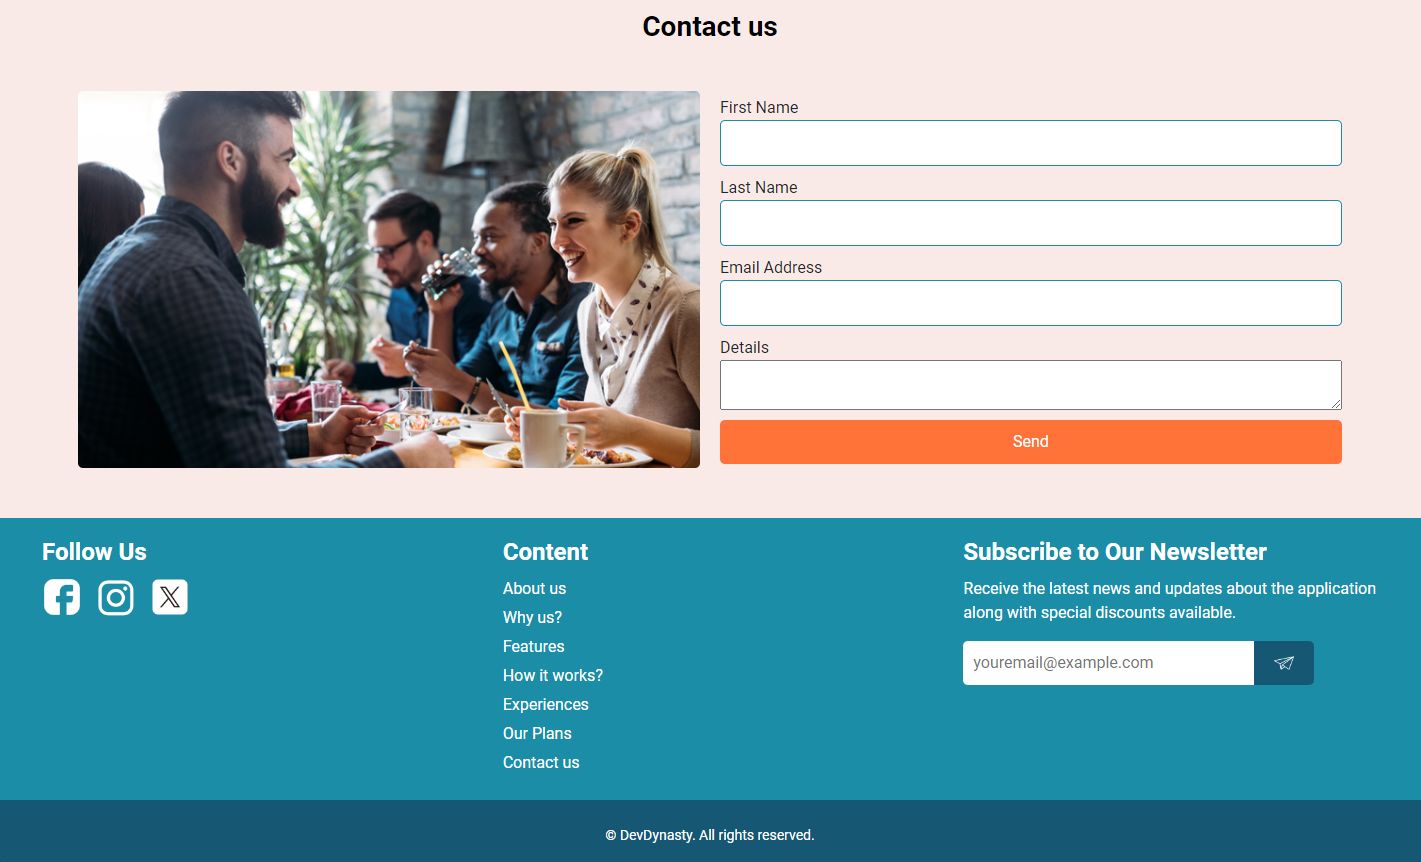 Contact us
First Name
Last Name
Email Address
Details
Send
Follow Us
Content
About us
Why us?
Features
How it works?
Experiences
Our Plans
Contact us
Subscribe to Our Newsletter
Receive the latest news and updates about the application
along with special discounts available.
youremail@example.com
© DevDynasty. All rights reserved.